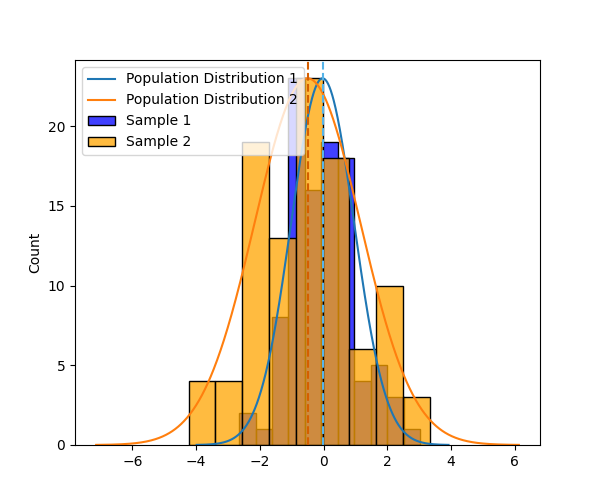 Population Distribution 1
Population Distribution 2
Sample 1
Sample 2
Count
20
15
10
5
0
−6 −4 −2 0 2 4 6